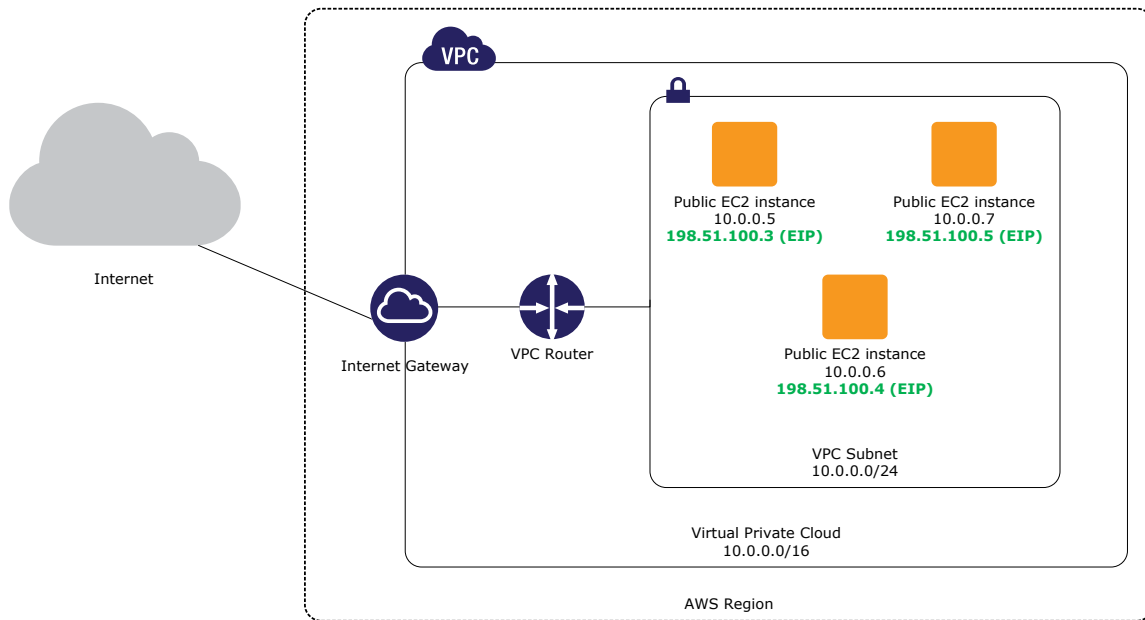 VPC
Public EC2 instance
10.0.0.5
198.51.100.3 (EIP)
Public EC2 instance
10.0.0.7
198.51.100.5 (EIP)
Internet
Internet Gateway
VPC Router
Public EC2 instance
10.0.0.6
198.51.100.4 (EIP)
VPC Subnet
10.0.0.0/24
Virtual Private Cloud
10.0.0.0/16
AWS Region